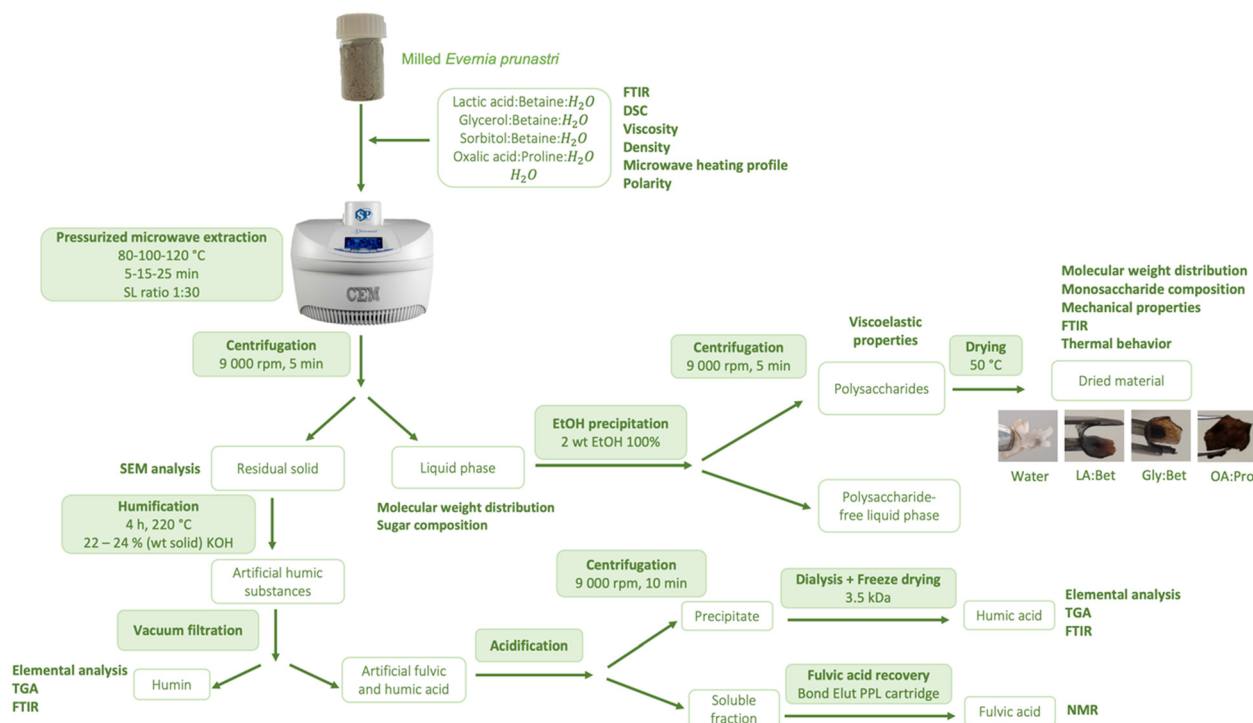 Milled Evernia prunastri
Lactic acid:Betaine:H₂O
Glycerol:Betaine:H₂O
Sorbitol:Betaine:H₂O
Oxalic acid:Proline:H₂O
H₂O
FTIR
DSC
Viscosity
Density
Microwave heating profile
Polarity
Pressurized microwave extraction
80-100-120 °C
5-15-25 min
SL ratio 1:30
SP
CEM
Centrifugation
9 000 rpm, 5 min
SEM analysis
Residual solid
Liquid phase
Molecular weight distribution
Sugar composition
EtOH precipitation
2 wt EtOH 100%
Centrifugation
9 000 rpm, 5 min
Viscoelastic
properties
Polysaccharides
Drying
50 °C
Molecular weight distribution
Monosaccharide composition
Mechanical properties
FTIR
Thermal behavior
Dried material
Water
LA:Bet
Gly:Bet
OA:Pro
Polysaccharide-
free liquid phase
Humification
4 h, 220 °C
22 – 24 % (wt solid) KOH
Artificial humic
substances
Vacuum filtration
Elemental analysis
TGA
FTIR
Humin
Artificial fulvic
and humic acid
Acidification
Centrifugation
9 000 rpm, 10 min
Precipitate
Dialysis + Freeze drying
3.5 kDa
Humic acid
Elemental analysis
TGA
FTIR
Soluble
fraction
Fulvic acid recovery
Bond Elut PPL cartridge
Fulvic acid
NMR